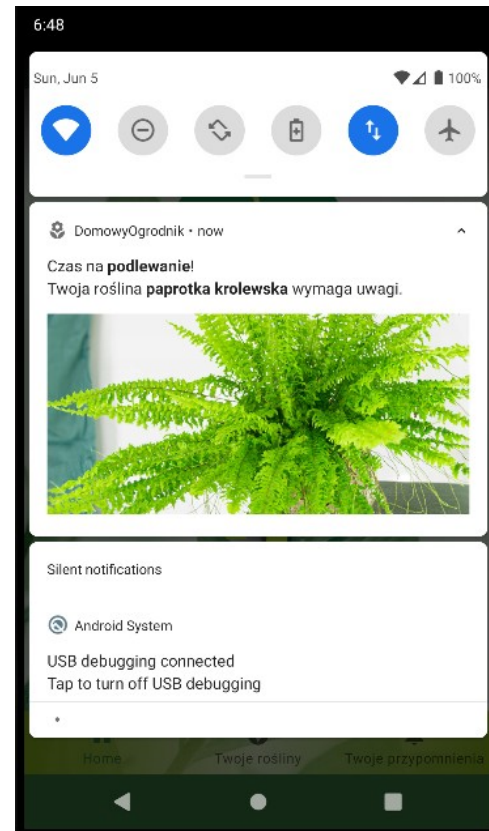 6:48
Sun, Jun 5
100%
DomowyOgrodnik • now
Czas na podlewanie!
Twoja roślina paprotka krolewska wymaga uwagi.
Silent notifications
Android System
USB debugging connected
Tap to turn off USB debugging
Home
Twoje rośliny
Twoje przypomnienia